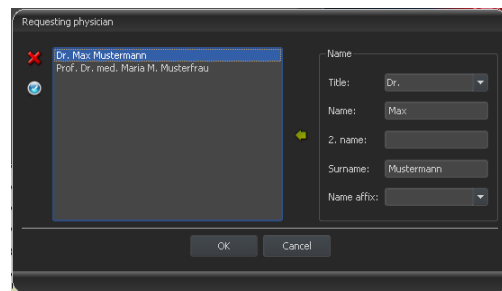 Requesting physician
Dr. Max Mustermann
Prof. Dr. med. Maria M. Musterfrau
Name
Title: Dr.
Name: Max
2. name:
Surname: Mustermann
Name affix:
OK Cancel